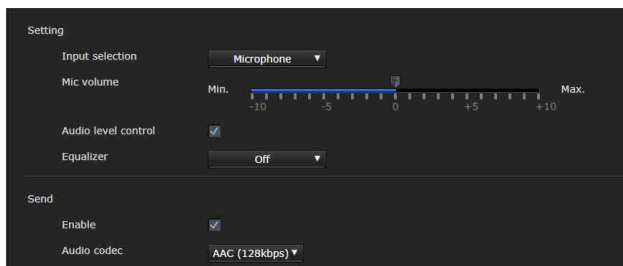 Setting
Input selection Microphone
Mic volume Min. Max.
-10 -5 0 +5 +10
Audio level control
Equalizer Off
Send
Enable
Audio codec AAC (128kbps)